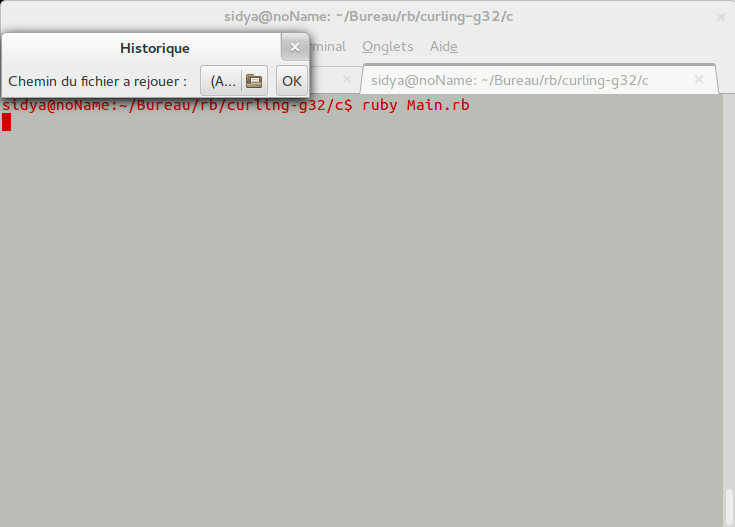 sidya@noName: ~/Bureau/rb/curling-g32/c
Historique
Onglets Aide
Chemin du fichier a rejouer : (A... OK
sidya@noName: ~/Bureau/rb/curling-g32/c
sidya@noName:~/Bureau/rb/curling-g32/c$ ruby Main.rb